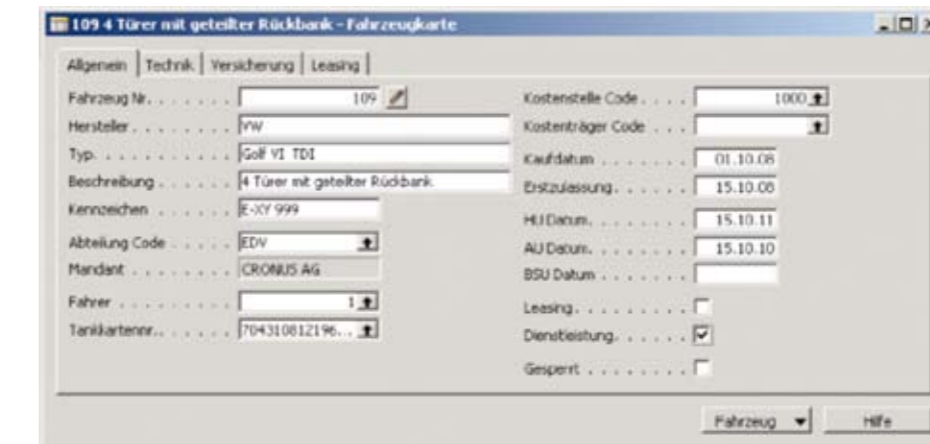 109 4 Türer mit geteilter Rückbank - Fahrzeugkarte
Allgemein Technik Versicherung Leasing
Fahrzeug Nr. . . . . . . . 109
Hersteller . . . . . . . . VW
Typ. . . . . . . . . . . Golf VI TDI
Beschreibung . . . . . . 4 Türer mit geteilter Rückbank
Kennzeichen . . . . . . . E-XY 999
Abteilung Code . . . . . EDV
Mandant . . . . . . . . CRONUS AG
Fahrer . . . . . . . . . . 1
Tankkartennr.. . . . . . 704310812196...
Kostenstelle Code . . . . 1000
Kostenträger Code . . .
Kaufdatum . . . . . . . 01.10.08
Erstzulassung. . . . . . 15.10.08
HU Datum. . . . . . . . 15.10.11
AU Datum. . . . . . . . 15.10.10
BSU Datum . . . . . . .
Leasing. . . . . . . . . .
Dienstleistung. . . . . .
Gesperrt . . . . . . . . .
Fahrzeug Hilfe